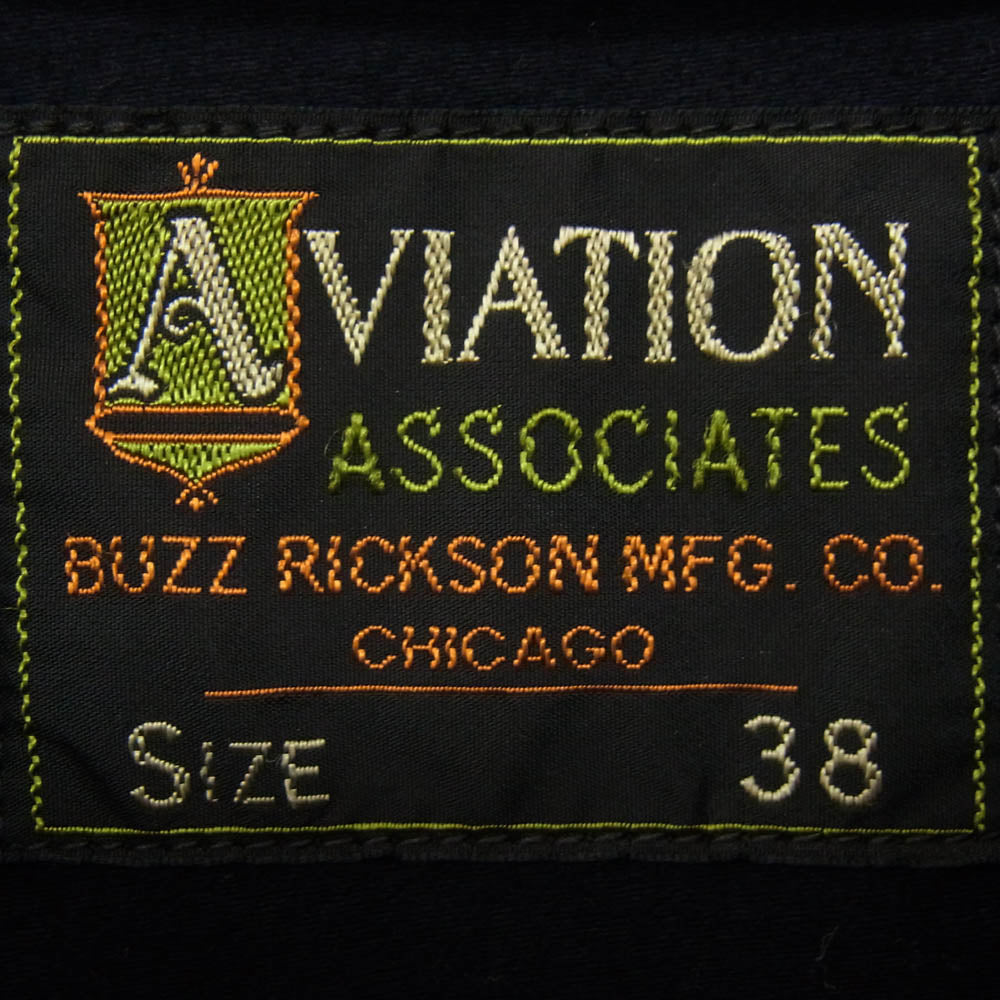 AVIATION
ASSOCIATES
BUZZ RICKSON MFG. CO.
CHICAGO
SIZE 38